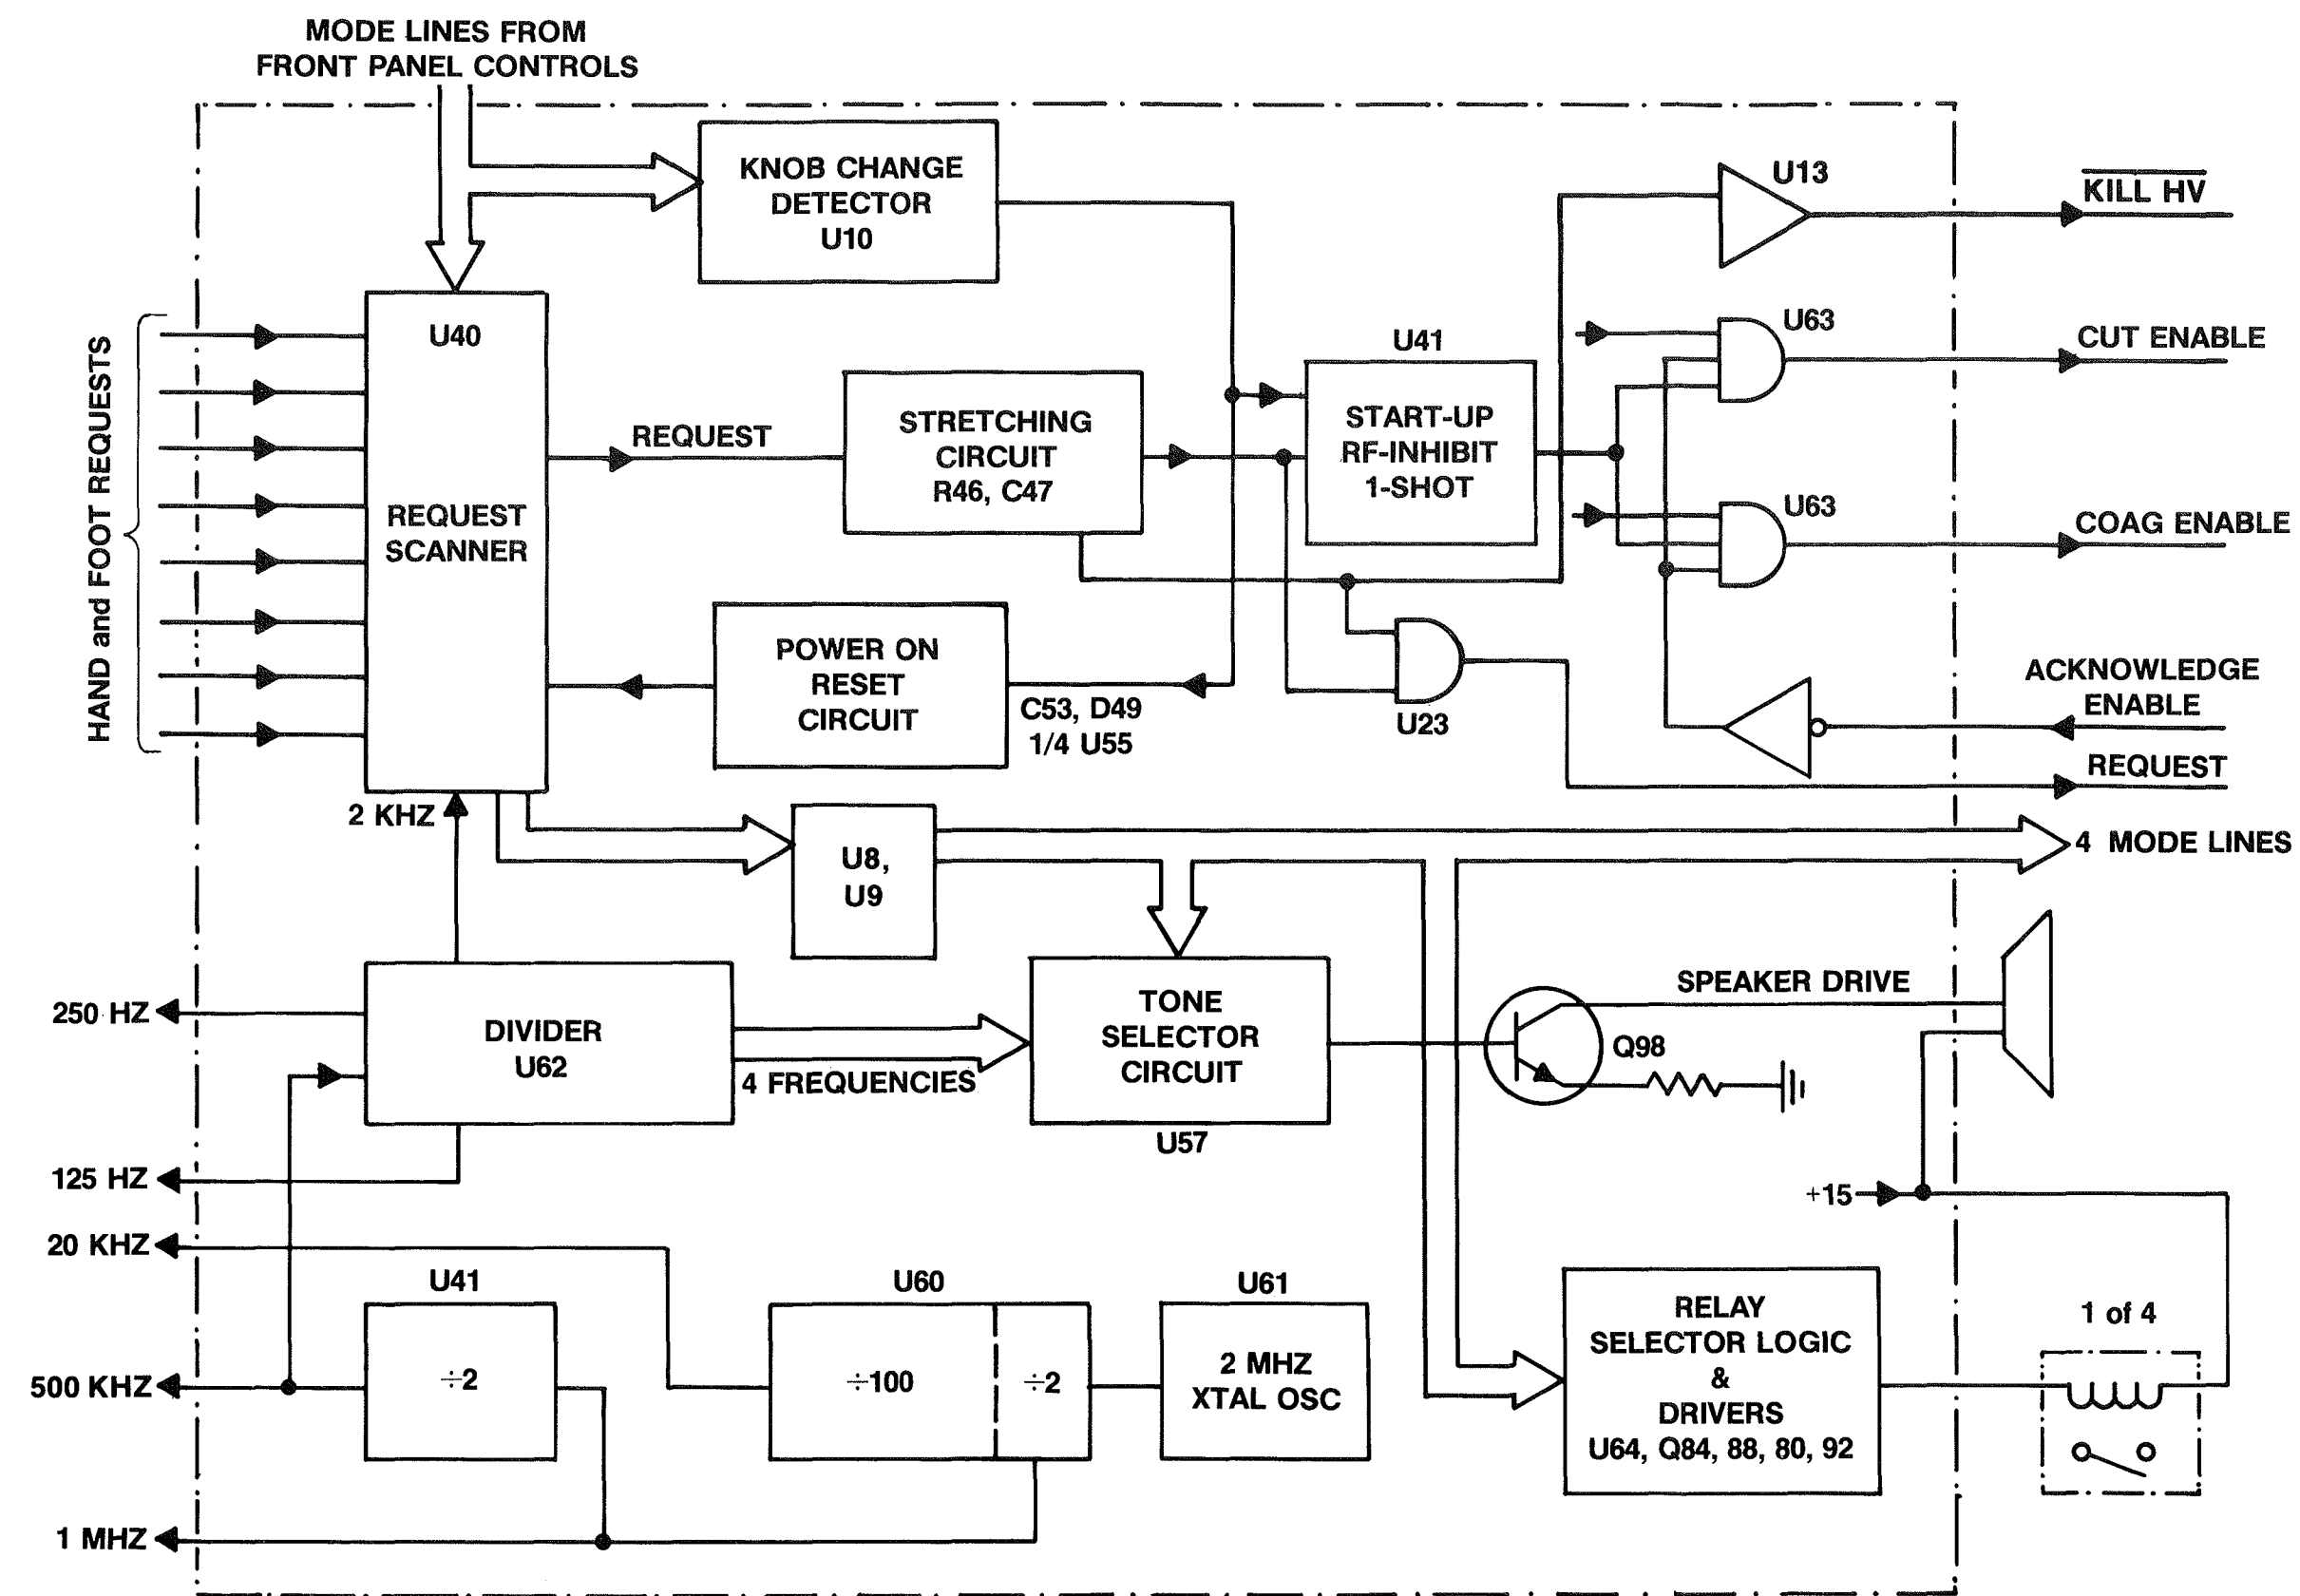 MODE LINES FROM
FRONT PANEL CONTROLS
KNOB CHANGE
DETECTOR
U10
U13
KILL HV
HAND and FOOT REQUESTS
U40
REQUEST
SCANNER
REQUEST
STRETCHING
CIRCUIT
R46, C47
U41
START-UP
RF-INHIBIT
1-SHOT
U63
CUT ENABLE
U63
COAG ENABLE
POWER ON
RESET
CIRCUIT
C53, D49
1/4 U55
U23
ACKNOWLEDGE
ENABLE
REQUEST
2 KHZ
U8,
U9
4 MODE LINES
250 HZ
DIVIDER
U62
4 FREQUENCIES
TONE
SELECTOR
CIRCUIT
U57
SPEAKER DRIVE
Q98
125 HZ
+15
20 KHZ
U41
÷2
U60
÷100
÷2
U61
2 MHZ
XTAL OSC
500 KHZ
RELAY
SELECTOR LOGIC
&
DRIVERS
U64, Q84, 88, 80, 92
1 of 4
1 MHZ